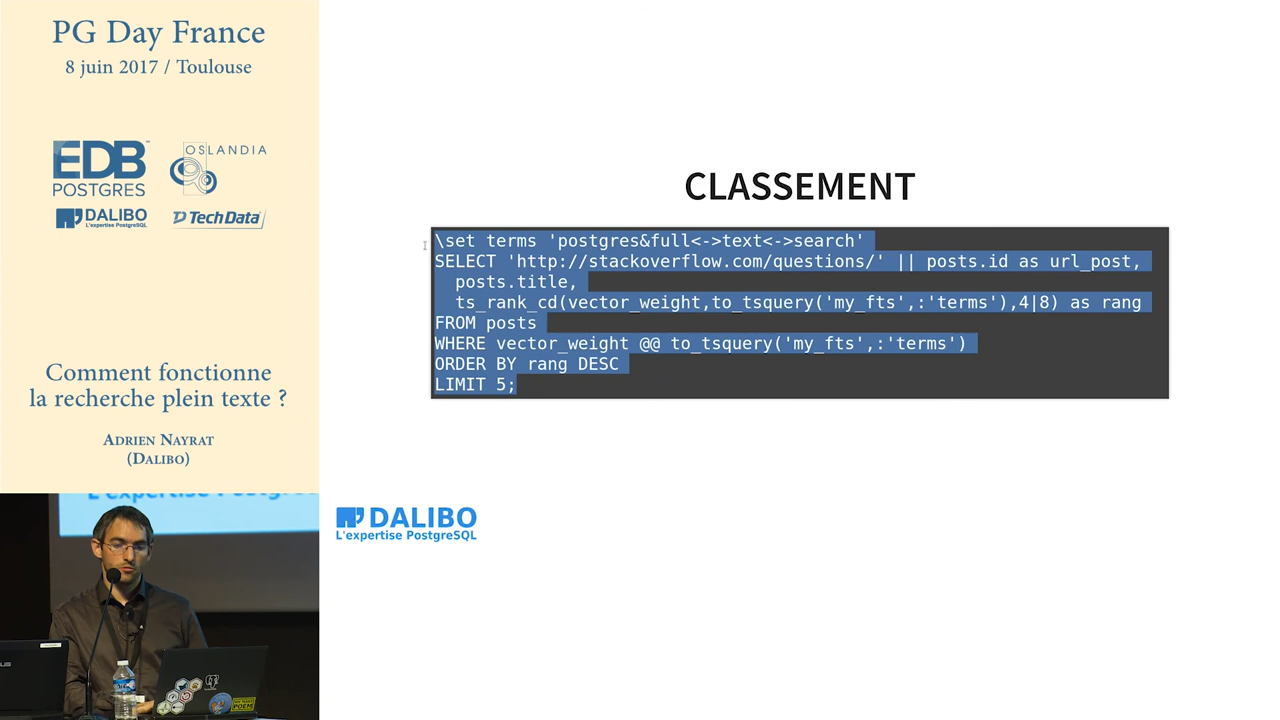 PG Day France
8 juin 2017 / Toulouse
EDB
POSTGRES
OSLANDIA
DALIBO
L'expertise PostgreSQL
Tech Data
Comment fonctionne
la recherche plein texte ?
ADRIEN NAYRAT
(DALIBO)
CLASSEMENT
\set terms 'postgres&full<->text<->search'
SELECT 'http://stackoverflow.com/questions/' || posts.id as url_post,
posts.title,
ts_rank_cd(vector_weight,to_tsquery('my_fts',:'terms'),4|8) as rang
FROM posts
WHERE vector_weight @@ to_tsquery('my_fts',:'terms')
ORDER BY rang DESC
LIMIT 5;
DALIBO
L'expertise PostgreSQL